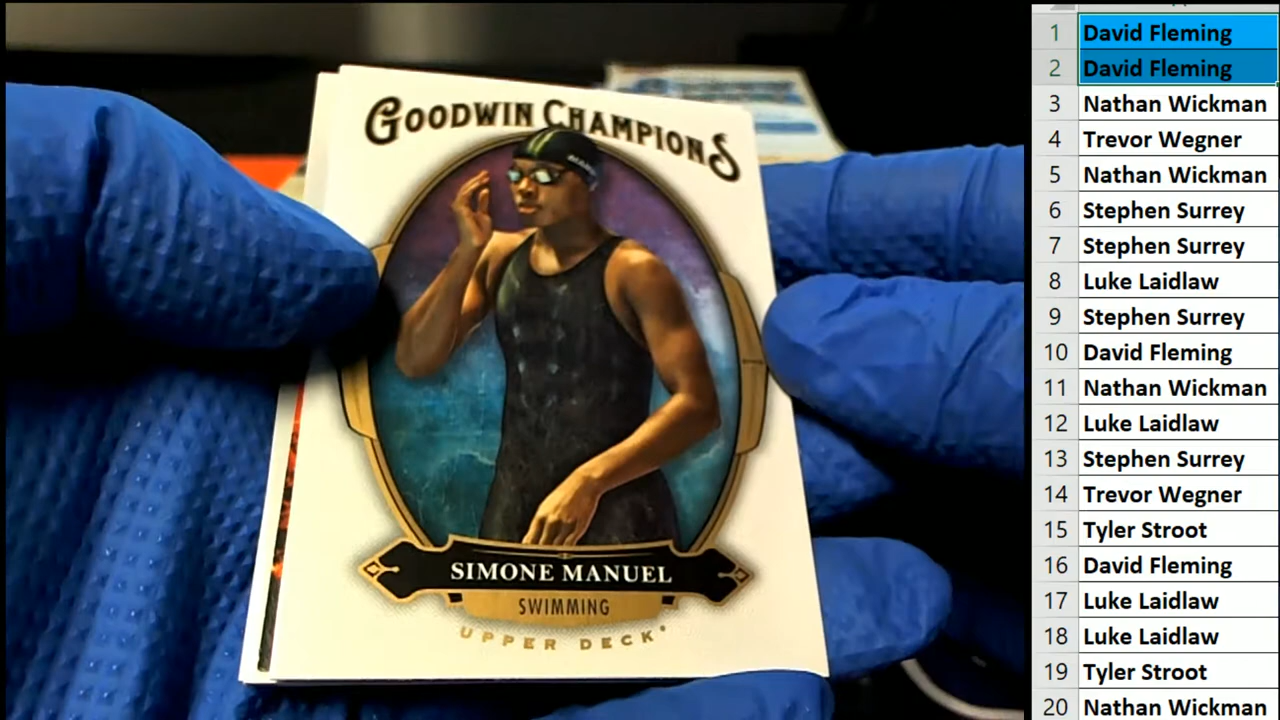 GOODWIN CHAMPIONS
SIMONE MANUEL
SWIMMING
UPPER DECK
1 David Fleming
2 David Fleming
3 Nathan Wickman
4 Trevor Wegner
5 Nathan Wickman
6 Stephen Surrey
7 Stephen Surrey
8 Luke Laidlaw
9 Stephen Surrey
10 David Fleming
11 Nathan Wickman
12 Luke Laidlaw
13 Stephen Surrey
14 Trevor Wegner
15 Tyler Stroot
16 David Fleming
17 Luke Laidlaw
18 Luke Laidlaw
19 Tyler Stroot
20 Nathan Wickman